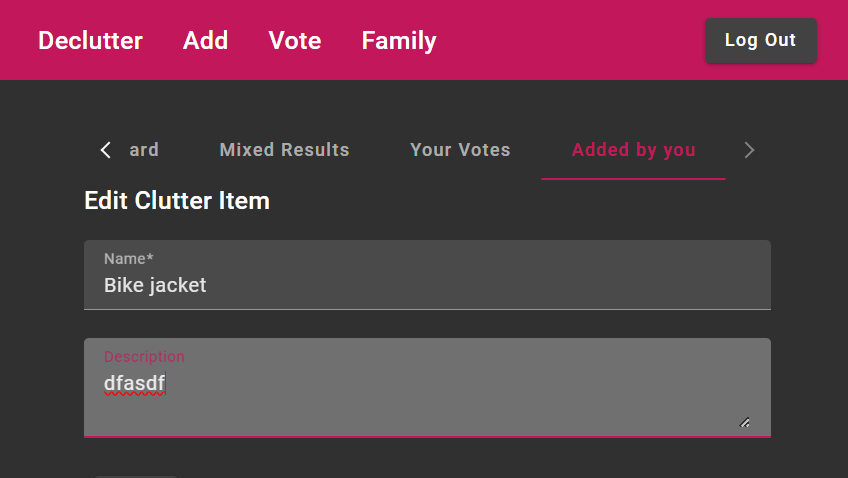 Declutter Add Vote Family Log Out
ard Mixed Results Your Votes Added by you
Edit Clutter Item
Name*
Bike jacket
Description
dfasdf